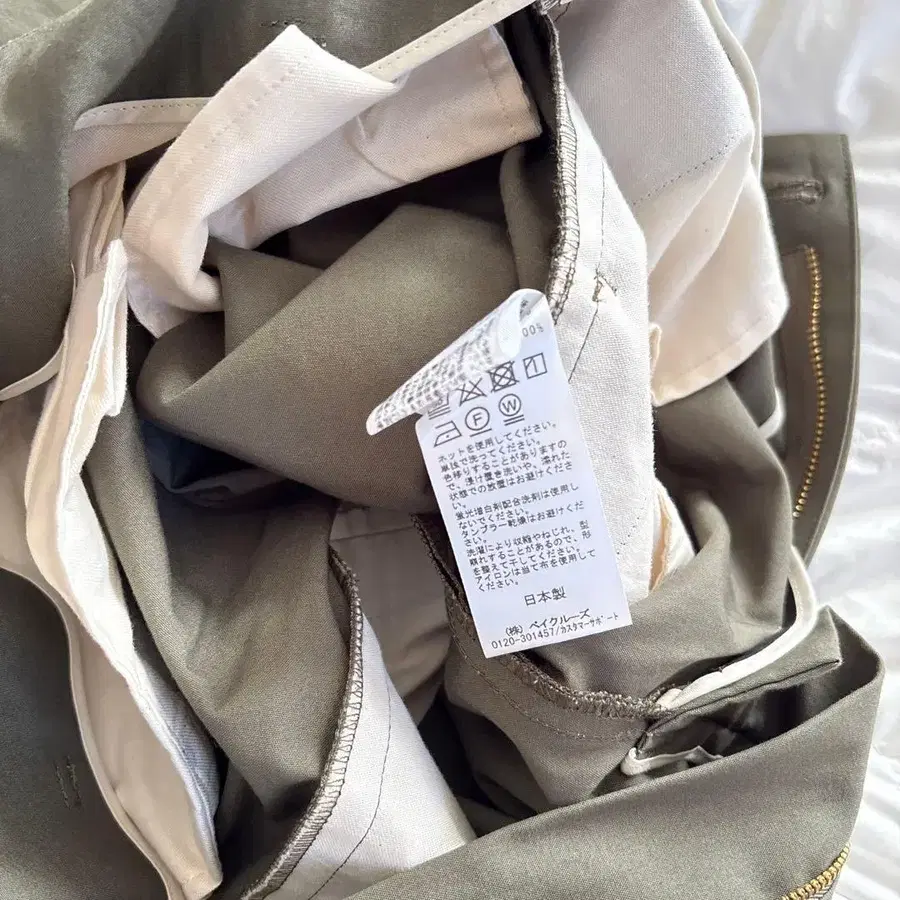 00%
F W
ネットを使用してください。
単独で洗ってください。
色移りすることがありますの
で、浸け置き洗いや、濡れた
状態での放置はお避けくださ
い。
蛍光増白剤配合洗剤は使用し
ないでください。
タンブラー乾燥はお避けくだ
さい。
洗濯により収縮やねじれ、型
取れすることがあるので、形
を整えて干してください。
アイロンは当て布を使用して
ください。
日本製
(株) ベイクルーズ
0120-301457/カスタマーサポート